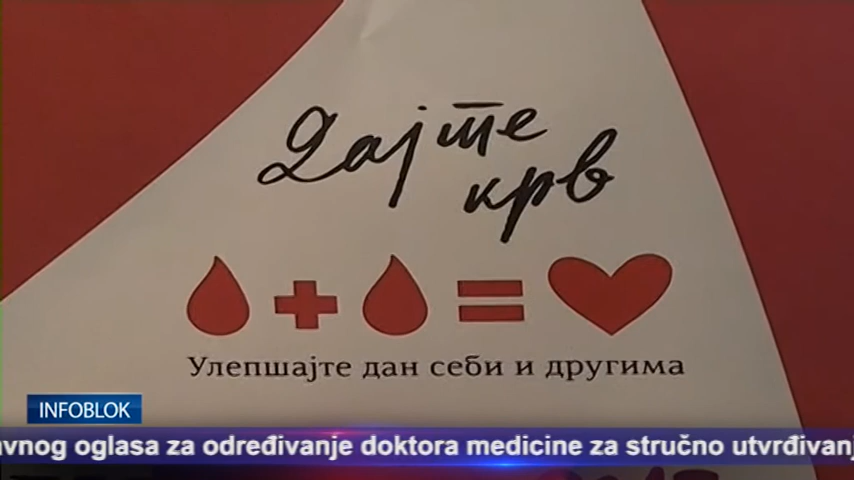 Дајте
крв
Улепшајте дан себи и другима
INFOBLOK
avnog oglasa za određivanje doktora medicine za stručno utvrđivanj